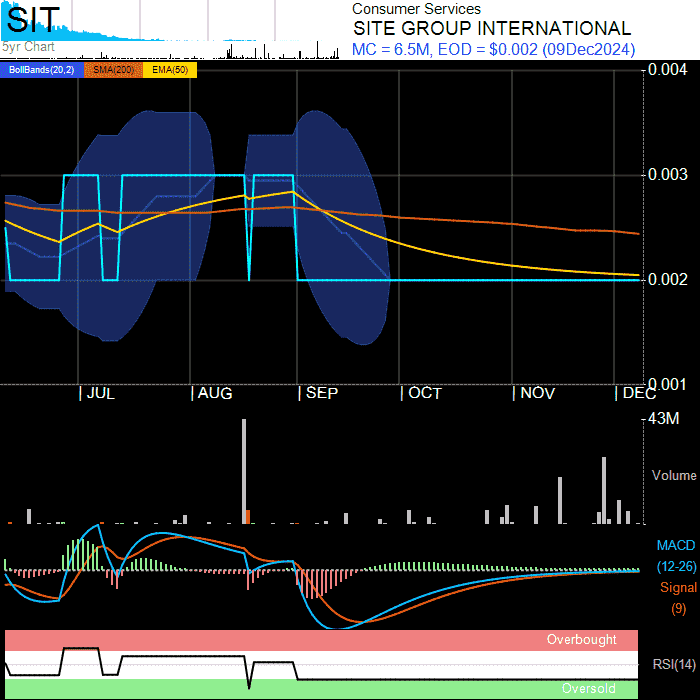 SIT
5yr Chart
Consumer Services
SITE GROUP INTERNATIONAL
MC = 6.5M, EOD = $0.002 (09Dec2024)
BollBands(20,2) SMA(200) EMA(50)
0.004
0.003
0.002
0.001
| JUL | AUG | SEP | OCT | NOV | DEC
43M
Volume
MACD
(12-26)
Signal
(9)
Overbought
RSI(14)
Oversold